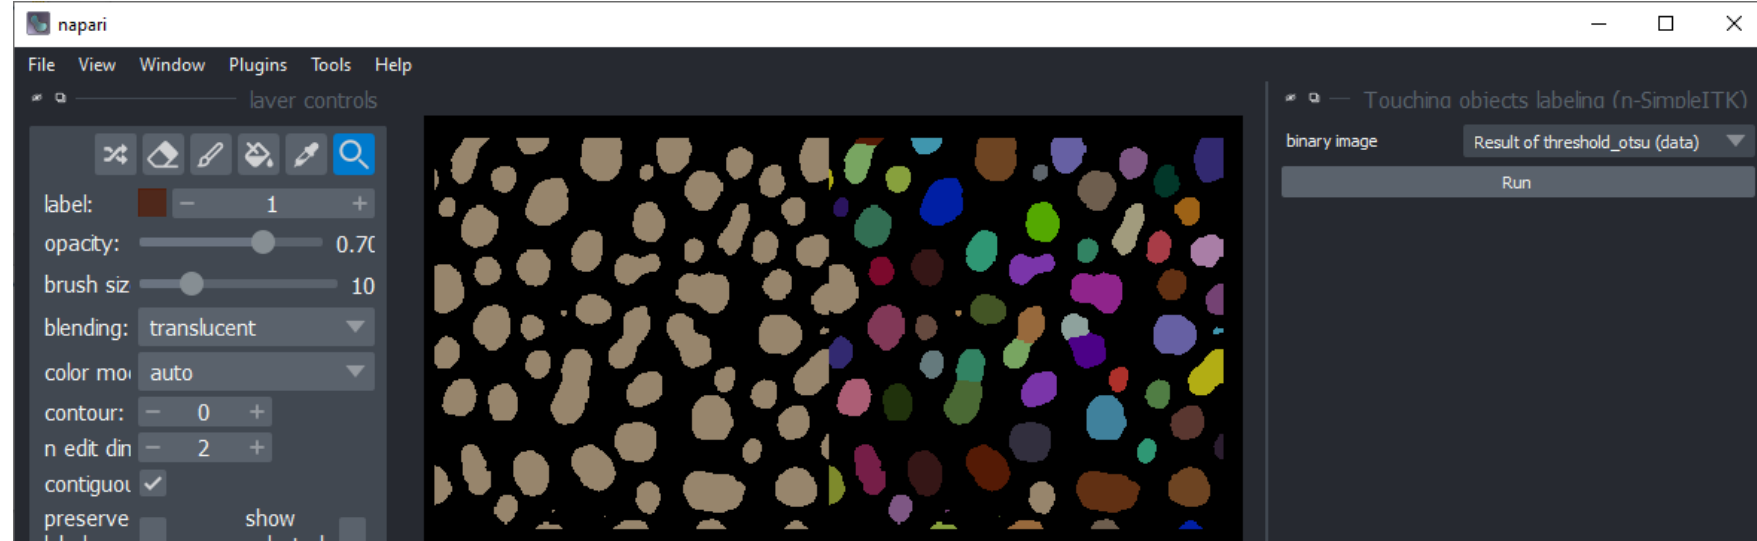 napari
File View Window Plugins Tools Help
layer controls
label: 1
opacity: 0.70
brush siz 10
blending: translucent
color mo auto
contour: 0
n edit din 2
contiguou
preserve show
Touching objects labeling (n-SimpleITK)
binary image Result of threshold_otsu (data)
Run